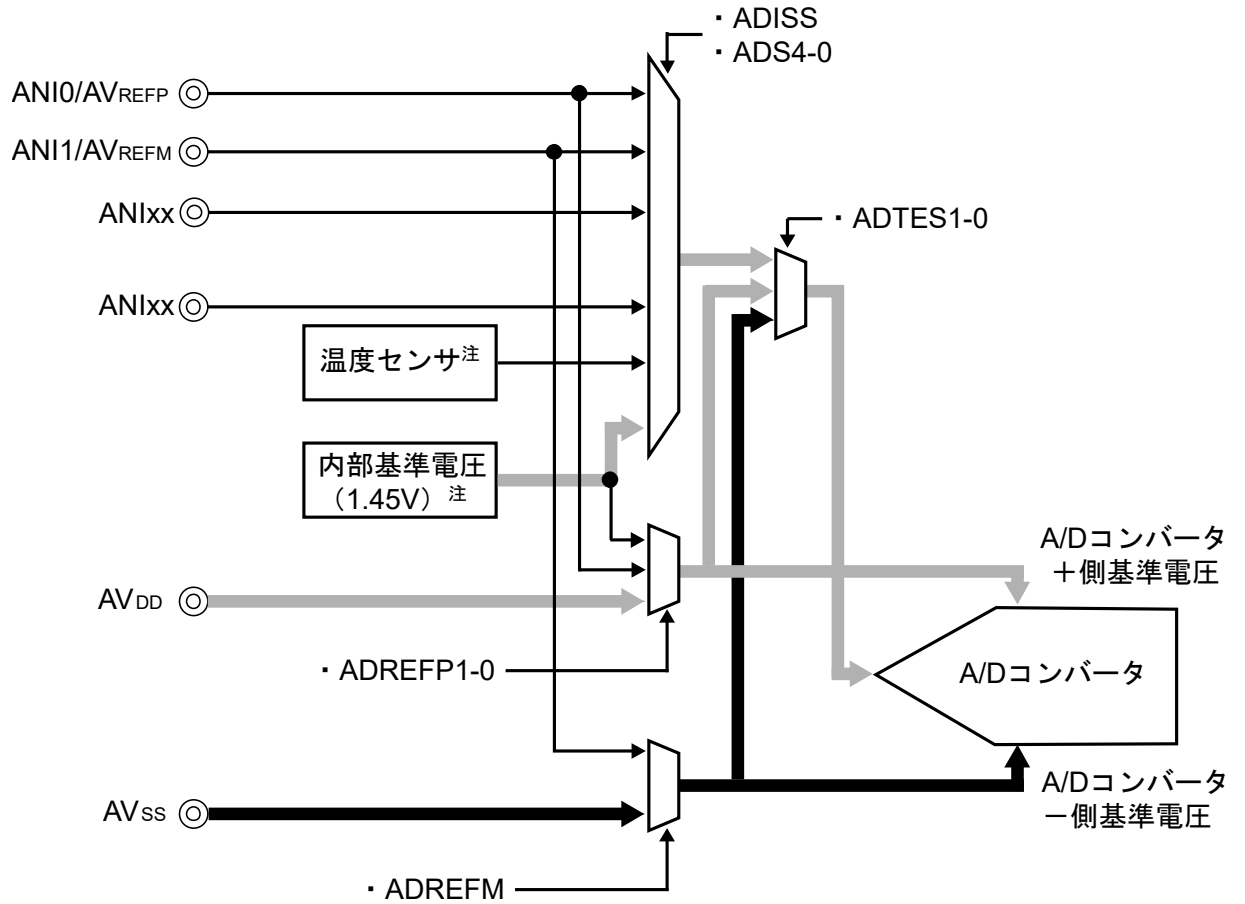 ・ ADISS
・ ADS4-0
ANI0/AVREFP
ANI1/AVREFM
ANIxx
・ ADTES1-0
ANIxx
温度センサ注
内部基準電圧
（1.45V）注
A/Dコンバータ
＋側基準電圧
AVDD
・ ADREFP1-0
A/Dコンバータ
A/Dコンバータ
－側基準電圧
AVSS
・ ADREFM